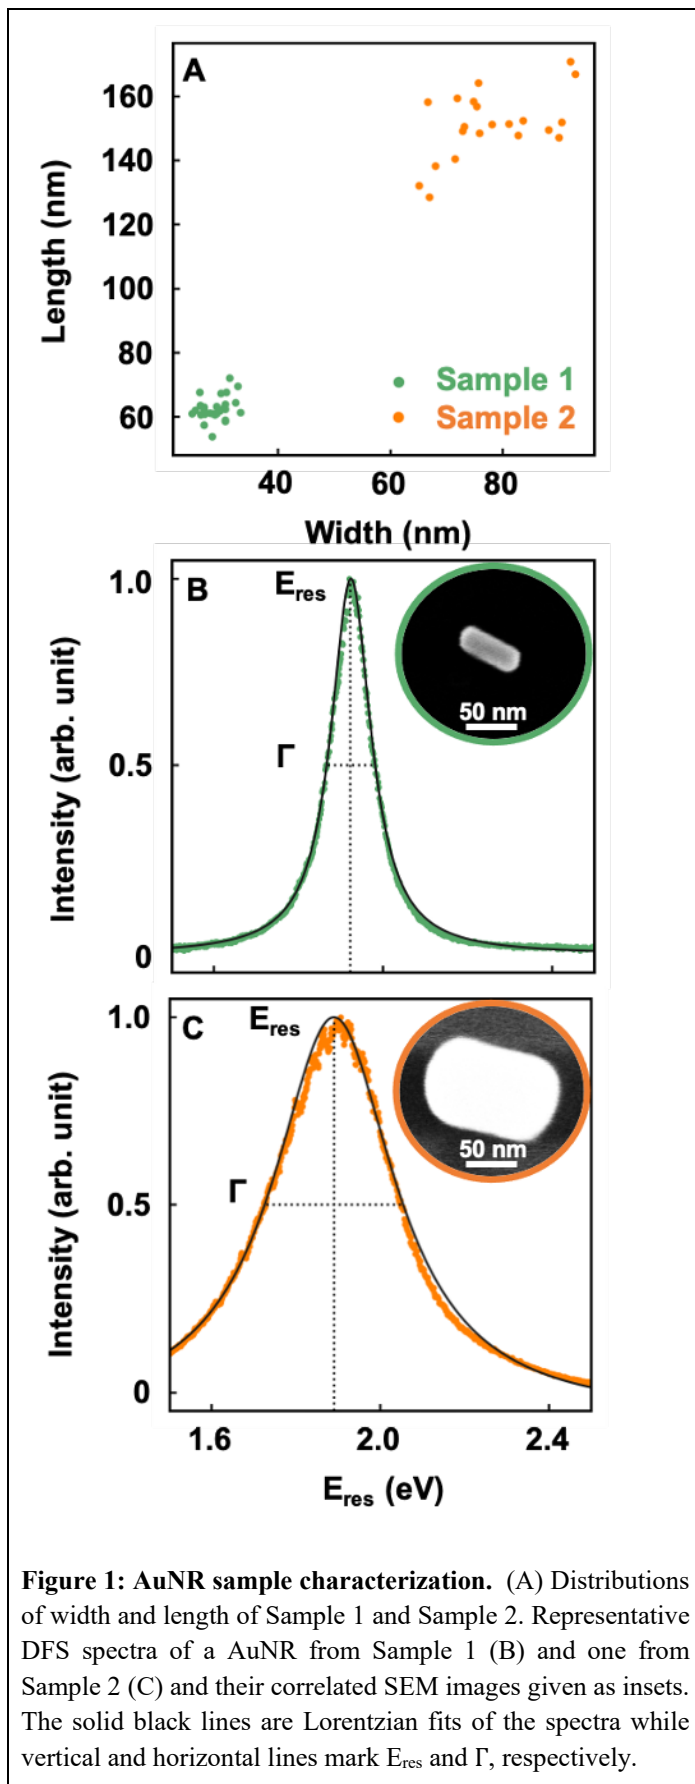 A
160
140
120
100
80
60
Length (nm)
Sample 1
Sample 2
40 60 80
Width (nm)
B
E_res
1.0
0.5
0
Γ
Intensity (arb. unit)
50 nm
C
E_res
1.0
0.5
0
Γ
Intensity (arb. unit)
50 nm
1.6 2.0 2.4
E_res (eV)
Figure 1: AuNR sample characterization. (A) Distributions
of width and length of Sample 1 and Sample 2. Representative
DFS spectra of a AuNR from Sample 1 (B) and one from
Sample 2 (C) and their correlated SEM images given as insets.
The solid black lines are Lorentzian fits of the spectra while
vertical and horizontal lines mark E_res and Γ, respectively.